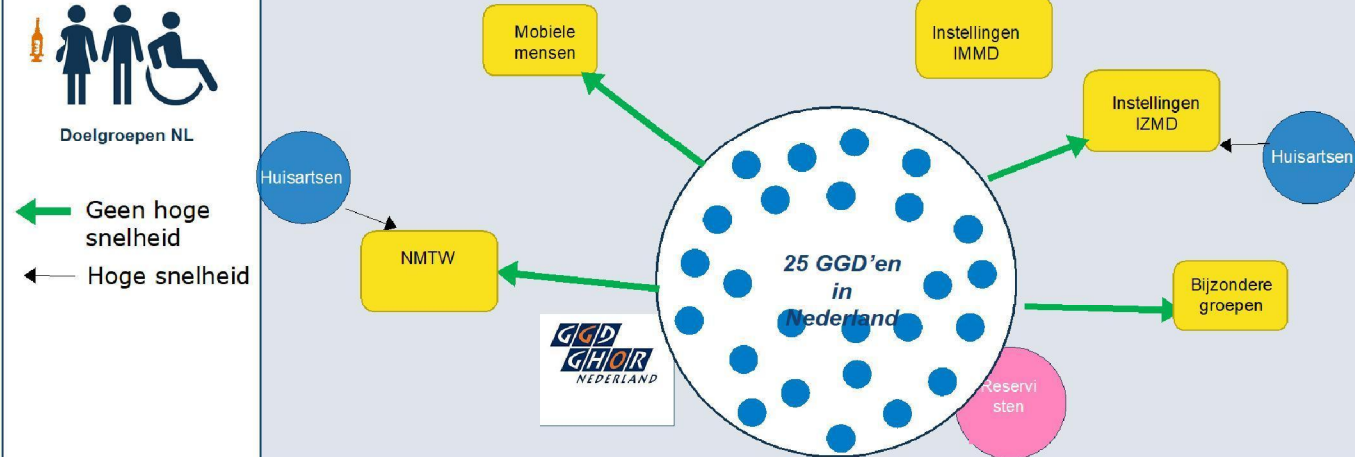 Doelgroepen NL
Geen hoge
snelheid
Hoge snelheid
Huisartsen
NMTW
Mobiele
mensen
Instellingen
IMMD
Instellingen
IZMD
Huisartsen
25 GGD'en
in
Nederland
Bijzondere
groepen
GGD
GHOR
NEDERLAND
Reservi
sten